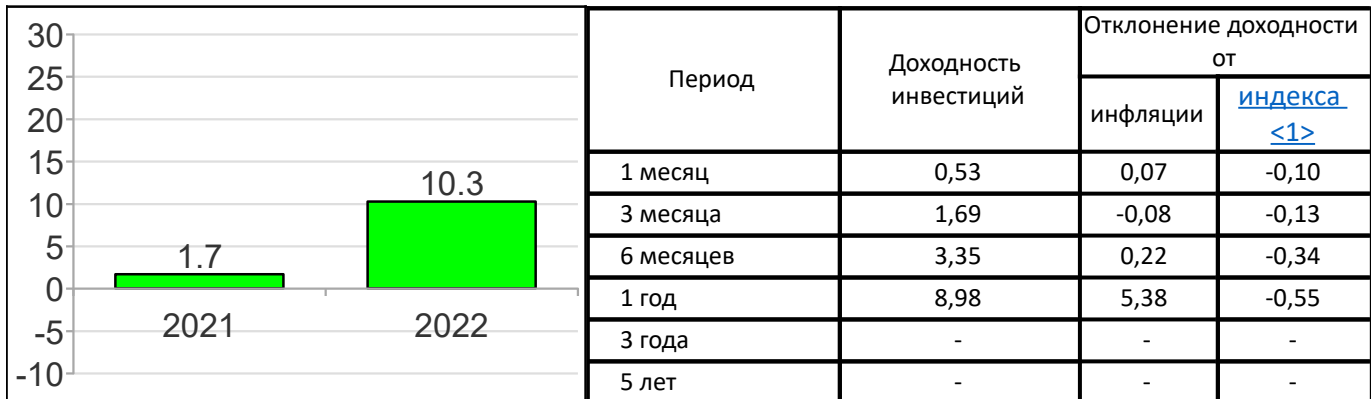 30
25
20
15
10
5
0
-5
-10
1.7
10.3
2021 2022
Период
Доходность
инвестиций
Отклонение доходности
от
инфляции
индекса
<1>
1 месяц 0,53 0,07 -0,10
3 месяца 1,69 -0,08 -0,13
6 месяцев 3,35 0,22 -0,34
1 год 8,98 5,38 -0,55
3 года - - -
5 лет - - -